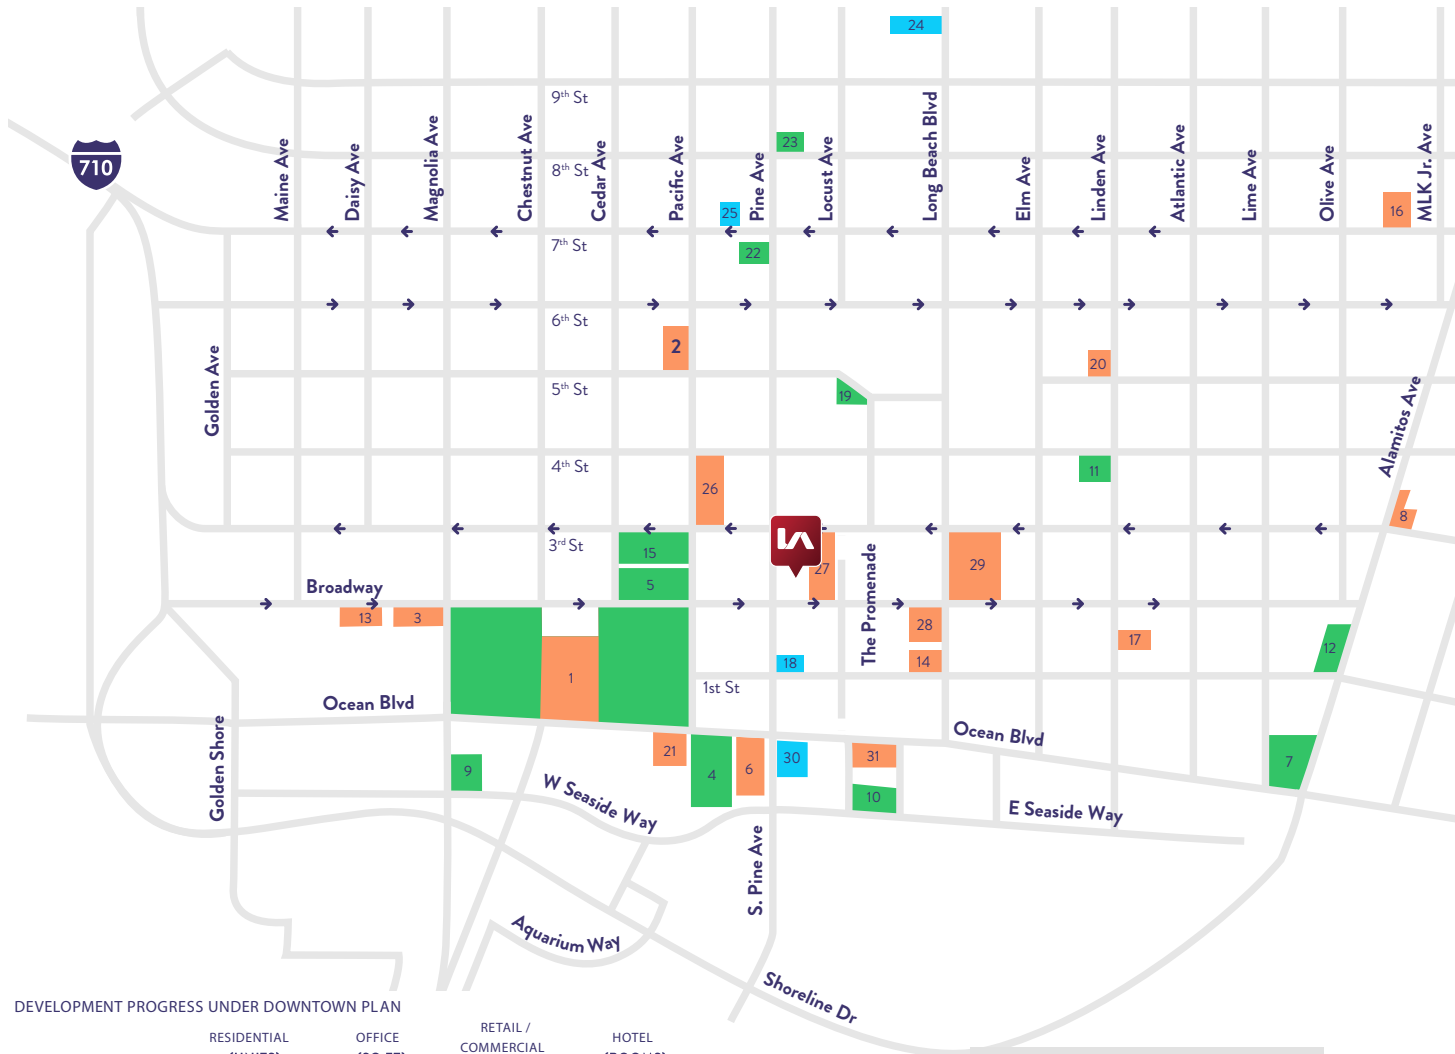 24
9th St
23
8th St
710
Maine Ave
Daisy Ave
Magnolia Ave
Chestnut Ave
Cedar Ave
Pacific Ave
Pine Ave
Locust Ave
Long Beach Blvd
Elm Ave
Linden Ave
Atlantic Ave
Lime Ave
Olive Ave
MLK Jr. Ave
25
16
7th St
22
6th St
2
20
Golden Ave
5th St
19
Alamitos Ave
4th St
11
26
8
3rd St
15
27
29
5
The Promenade
Broadway
13
3
28
17
12
18
14
1
1st St
Ocean Blvd
Golden Shore
Ocean Blvd
21
4
6
30
31
7
9
10
W Seaside Way
E Seaside Way
S. Pine Ave
Aquarium Way
Shoreline Dr
DEVELOPMENT PROGRESS UNDER DOWNTOWN PLAN
RESIDENTIAL
OFFICE
RETAIL /
COMMERCIAL
HOTEL